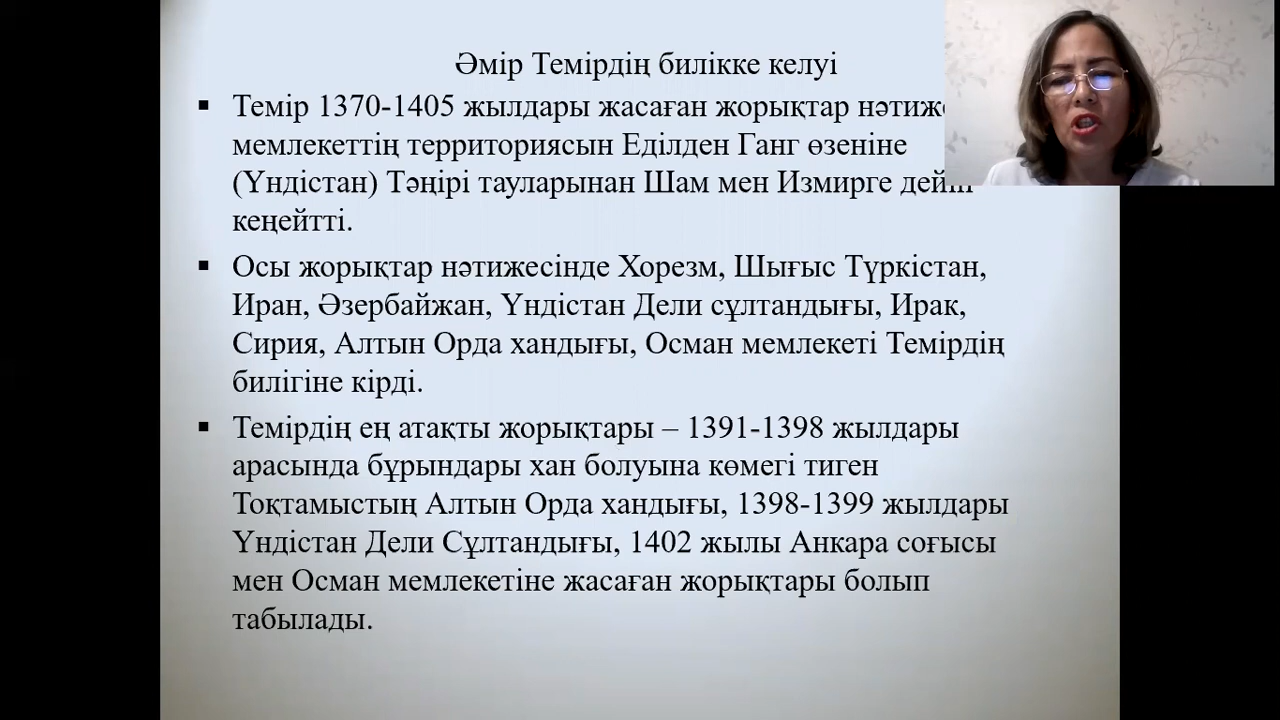 Әмір Темірдің билікке келуі
▪ Темір 1370-1405 жылдары жасаған жорықтар
мемлекеттің территориясын Еділден Ганг өзеніне
(Үндістан) Тәңірі тауларынан Шам мен Измирге дейін
кеңейтті.
▪ Осы жорықтар нәтижесінде Хорезм, Шығыс Түркістан,
Иран, Әзербайжан, Үндістан Дели сұлтандығы, Ирак,
Сирия, Алтын Орда хандығы, Осман мемлекеті Темірдің
билігіне кірді.
▪ Темірдің ең атақты жорықтары – 1391-1398 жылдары
арасында бұрындары хан болуына көмегі тиген
Тоқтамыстың Алтын Орда хандығы, 1398-1399 жылдары
Үндістан Дели Сұлтандығы, 1402 жылы Анкара соғысы
мен Осман мемлекетіне жасаған жорықтары болып
табылады.